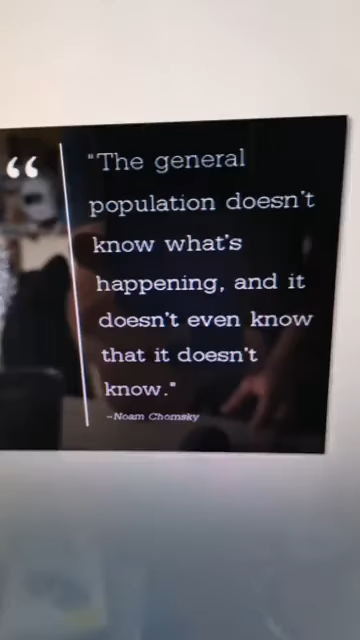 “
"The general
population doesn't
know what's
happening, and it
doesn't even know
that it doesn't
know."
-Noam Chomsky